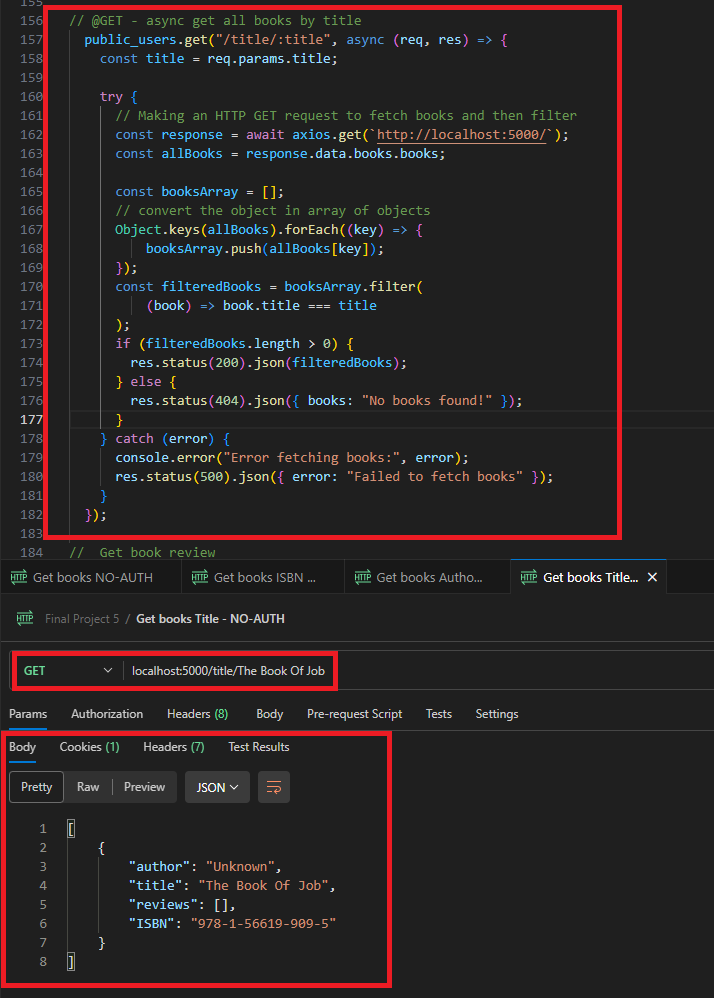 155
156 // @GET - async get all books by title
157 public_users.get("/title/:title", async (req, res) => {
158 const title = req.params.title;
159
160 try {
161 // Making an HTTP GET request to fetch books and then filter
162 const response = await axios.get(`http://localhost:5000/`);
163 const allBooks = response.data.books.books;
164
165 const booksArray = [];
166 // convert the object in array of objects
167 Object.keys(allBooks).forEach((key) => {
168 booksArray.push(allBooks[key]);
169 });
170 const filteredBooks = booksArray.filter(
171 (book) => book.title === title
172 );
173 if (filteredBooks.length > 0) {
174 res.status(200).json(filteredBooks);
175 } else {
176 res.status(404).json({ books: "No books found!" });
177 }
178 } catch (error) {
179 console.error("Error fetching books:", error);
180 res.status(500).json({ error: "Failed to fetch books" });
181 }
182 });
183
184 // Get book review
HTTP Get books NO-AUTH HTTP Get books ISBN ... HTTP Get books Autho... HTTP Get books Title... ×
HTTP Final Project 5 / Get books Title - NO-AUTH
GET localhost:5000/title/The Book Of Job
Params Authorization Headers (8) Body Pre-request Script Tests Settings
Body Cookies (1) Headers (7) Test Results
Pretty Raw Preview JSON
1 [
2 {
3 "author": "Unknown",
4 "title": "The Book Of Job",
5 "reviews": [],
6 "ISBN": "978-1-56619-909-5"
7 }
8 ]